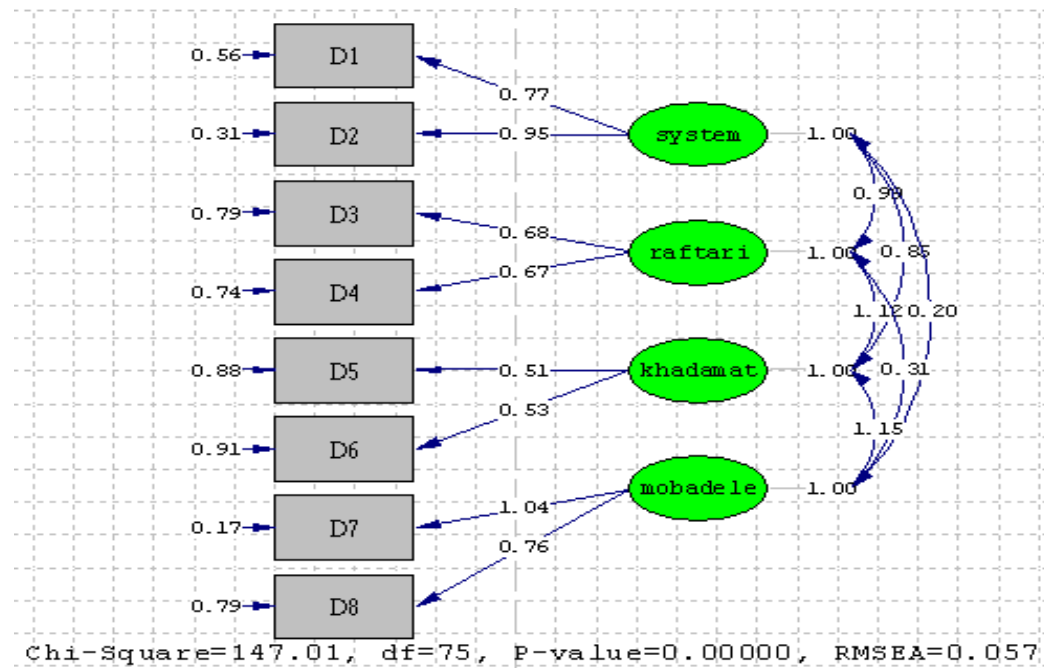 0.56 D1
0.77
0.31 D2 0.95 system 1.00
0.79 D3
0.68
0.99
0.74 D4
0.67
raftari 1.00 0.85
1.12 0.20
0.88 D5 0.51 khadamat 1.00 0.31
0.53
0.91 D6
1.15
mobadele 1.00
0.17 D7
1.04
0.76
0.79 D8
Chi-Square=147.01, df=75, P-value=0.00000, RMSEA=0.057